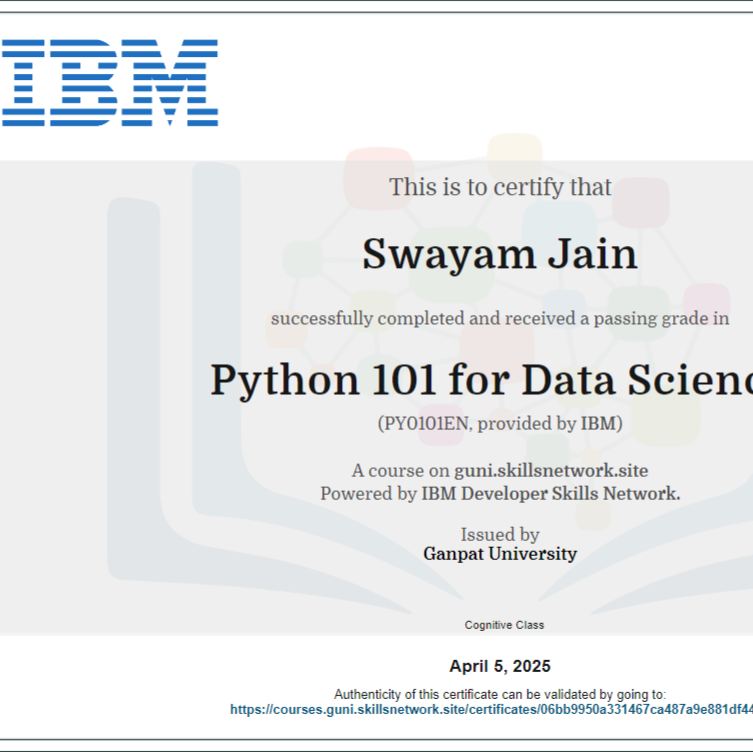 IBM
This is to certify that
Swayam Jain
successfully completed and received a passing grade in
Python 101 for Data Scienc
(PY0101EN, provided by IBM)
A course on guni.skillsnetwork.site
Powered by IBM Developer Skills Network.
Issued by
Ganpat University
Cognitive Class
April 5, 2025
Authenticity of this certificate can be validated by going to:
https://courses.guni.skillsnetwork.site/certificates/06bb9950a331467ca487a9e881df44